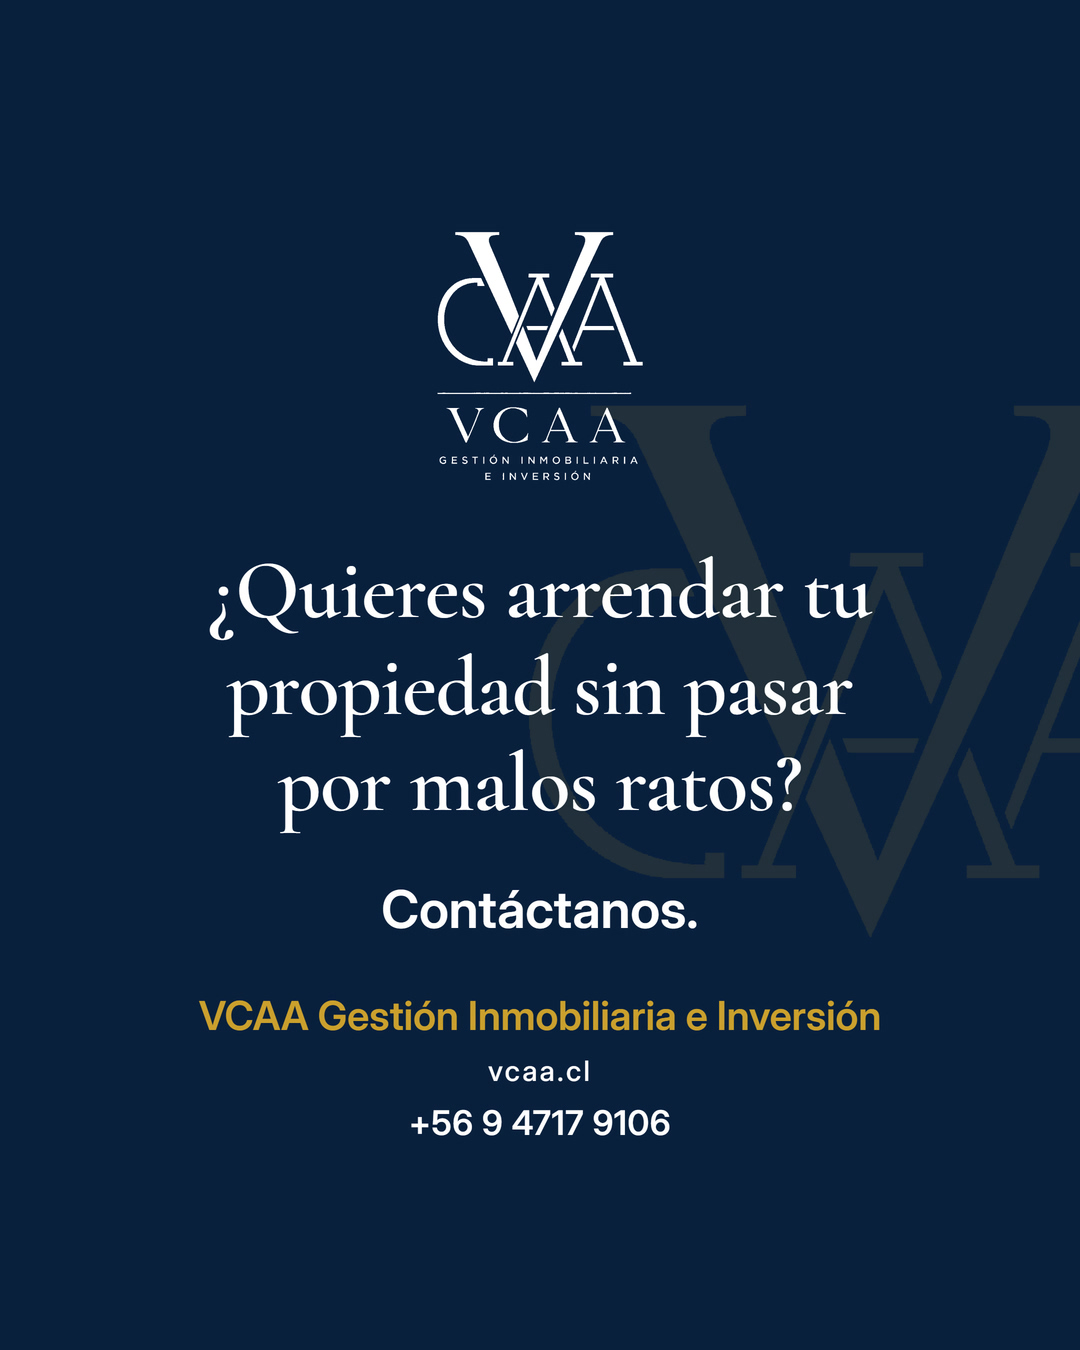 VCAA
VCAA
GESTIÓN INMOBILIARIA
E INVERSIÓN
¿Quieres arrendar tu
propiedad sin pasar
por malos ratos?
Contáctanos.
VCAA Gestión Inmobiliaria e Inversión
vcaa.cl
+56 9 4717 9106